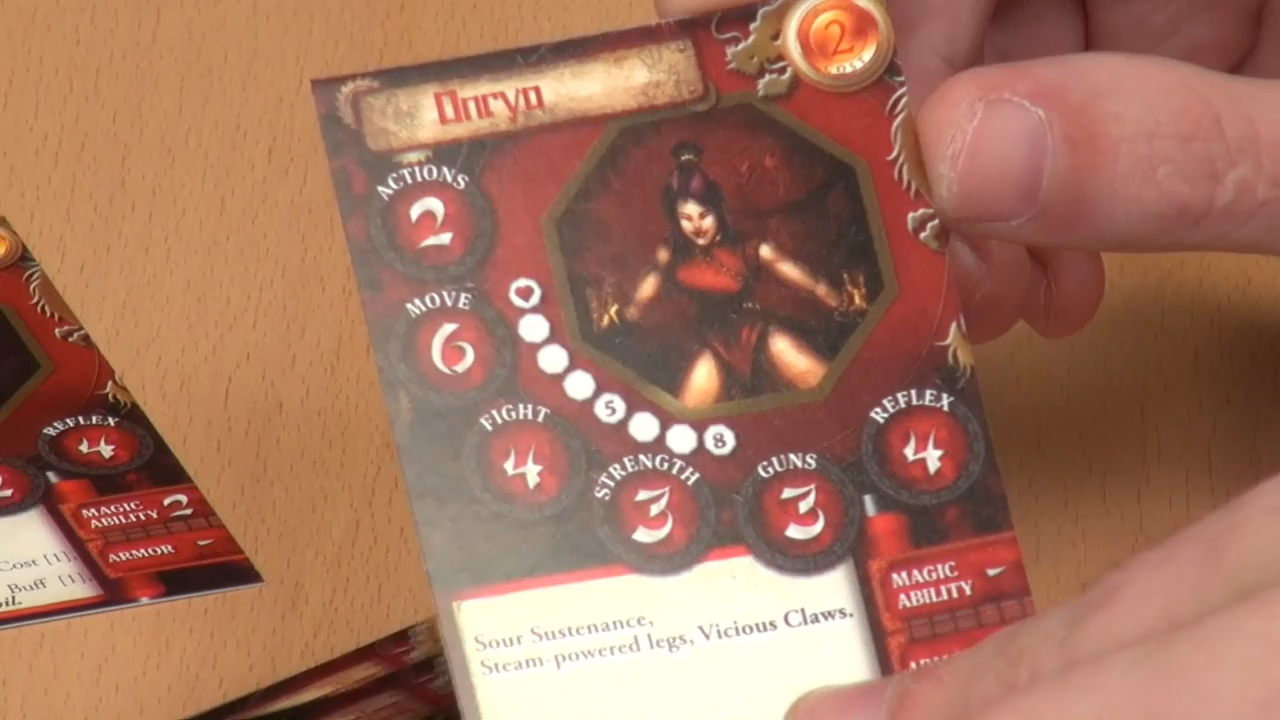 2
COST
Onryo
ACTIONS
2
MOVE
6
5
8
FIGHT
4
STRENGTH
3
GUNS
3
REFLEX
4
MAGIC
ABILITY -
Sour Sustenance,
Steam-powered legs, Vicious Claws.
REFLEX
4
2
MAGIC
ABILITY 2
ARMOR -
Cost [1],
Buff [1],